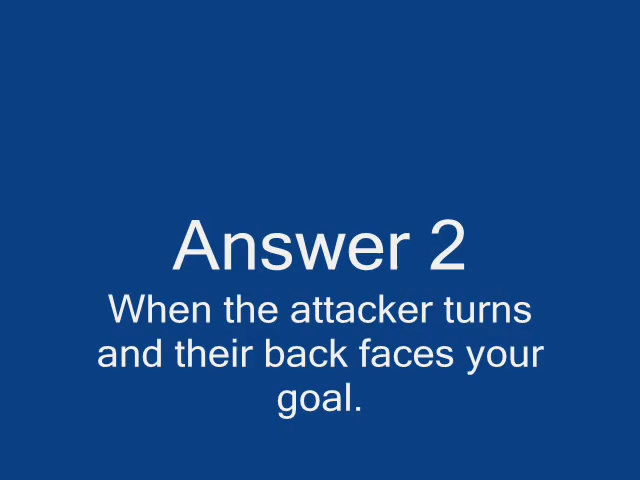 Answer 2
When the attacker turns
and their back faces your
goal.